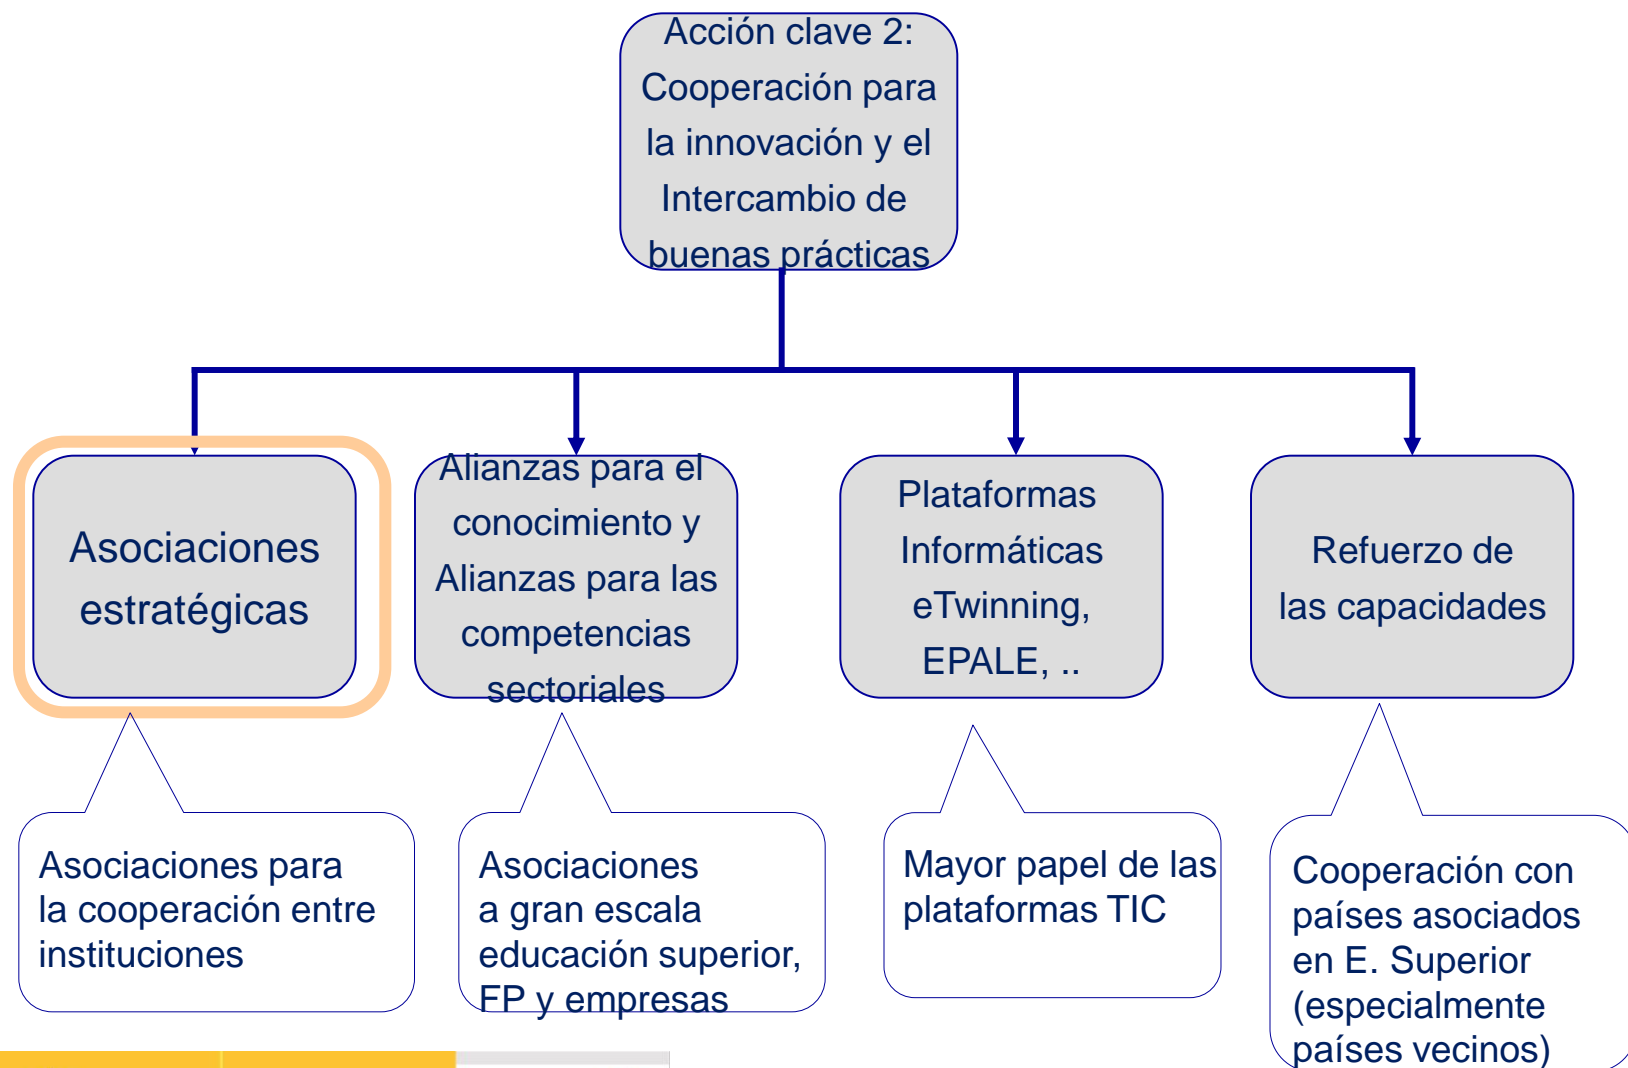 Acción clave 2:
Cooperación para
la innovación y el
Intercambio de
buenas prácticas
Asociaciones
estratégicas
Alianzas para el
conocimiento y
Alianzas para las
competencias
sectoriales
Plataformas
Informáticas
eTwinning,
EPALE, ..
Refuerzo de
las capacidades
Asociaciones para
la cooperación entre
instituciones
Asociaciones
a gran escala
educación superior,
FP y empresas
Mayor papel de las
plataformas TIC
Cooperación con
países asociados
en E. Superior
(especialmente
países vecinos)